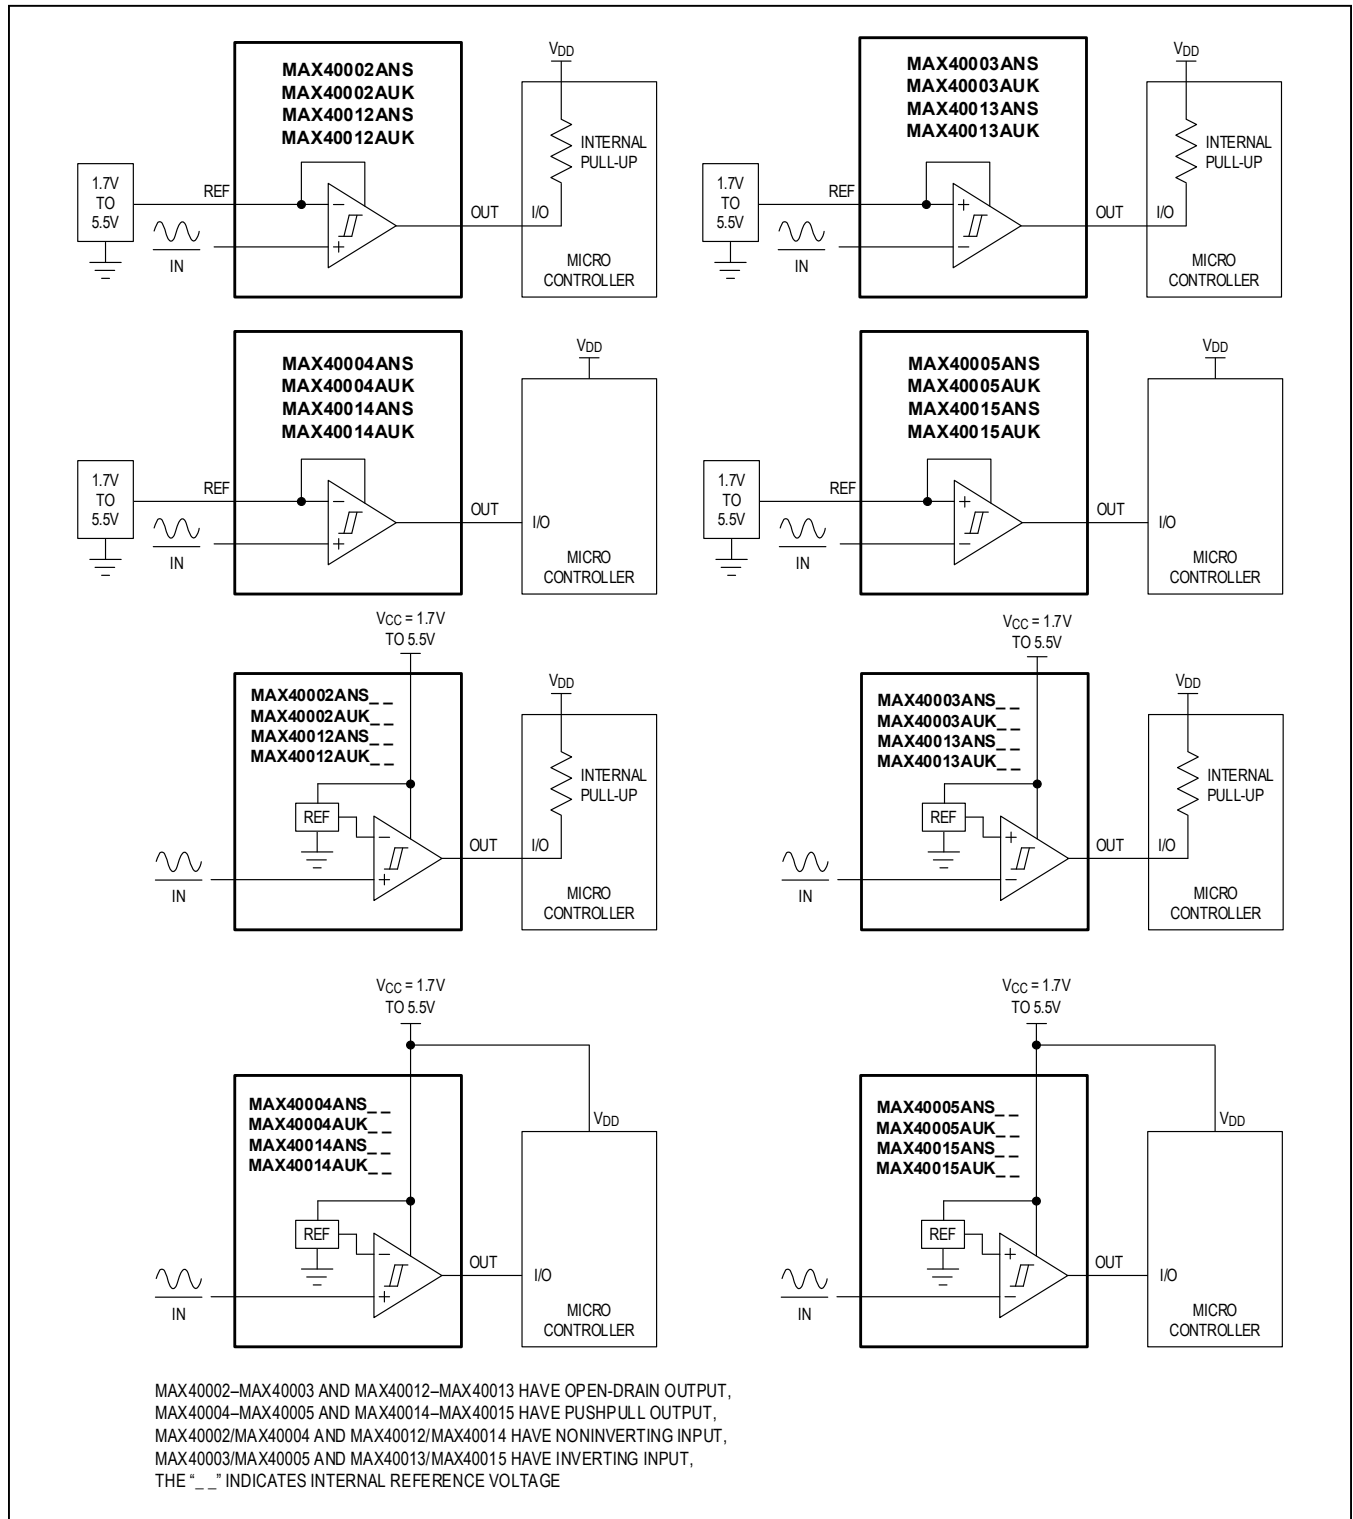 MAX40002ANS
MAX40002AUK
MAX40012ANS
MAX40012AUK
VDD
INTERNAL
PULL-UP
1.7V
TO
5.5V
REF
IN
−
+
OUT
I/O
MICRO
CONTROLLER
MAX40003ANS
MAX40003AUK
MAX40013ANS
MAX40013AUK
VDD
INTERNAL
PULL-UP
1.7V
TO
5.5V
REF
IN
+
−
OUT
I/O
MICRO
CONTROLLER
MAX40004ANS
MAX40004AUK
MAX40014ANS
MAX40014AUK
VDD
1.7V
TO
5.5V
REF
IN
−
+
OUT
I/O
MICRO
CONTROLLER
MAX40005ANS
MAX40005AUK
MAX40015ANS
MAX40015AUK
VDD
1.7V
TO
5.5V
REF
IN
+
−
OUT
I/O
MICRO
CONTROLLER
VCC = 1.7V
TO 5.5V
MAX40002ANS_ _
MAX40002AUK_ _
MAX40012ANS_ _
MAX40012AUK_ _
VDD
INTERNAL
PULL-UP
REF
−
+
IN
OUT
I/O
MICRO
CONTROLLER
VCC = 1.7V
TO 5.5V
MAX40003ANS_ _
MAX40003AUK_ _
MAX40013ANS_ _
MAX40013AUK_ _
VDD
INTERNAL
PULL-UP
REF
+
−
IN
OUT
I/O
MICRO
CONTROLLER
VCC = 1.7V
TO 5.5V
MAX40004ANS_ _
MAX40004AUK_ _
MAX40014ANS_ _
MAX40014AUK_ _
VDD
REF
−
+
IN
OUT
I/O
MICRO
CONTROLLER
VCC = 1.7V
TO 5.5V
MAX40005ANS_ _
MAX40005AUK_ _
MAX40015ANS_ _
MAX40015AUK_ _
VDD
REF
+
−
IN
OUT
I/O
MICRO
CONTROLLER
MAX40002–MAX40003 AND MAX40012–MAX40013 HAVE OPEN-DRAIN OUTPUT,
MAX40004–MAX40005 AND MAX40014–MAX40015 HAVE PUSHPULL OUTPUT,
MAX40002/MAX40004 AND MAX40012/MAX40014 HAVE NONINVERTING INPUT,
MAX40003/MAX40005 AND MAX40013/MAX40015 HAVE INVERTING INPUT,
THE “_ _” INDICATES INTERNAL REFERENCE VOLTAGE